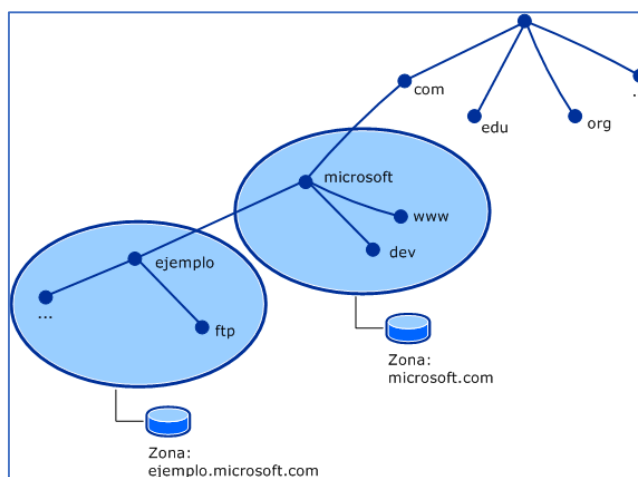 com
...
edu
org
microsoft
www
dev
ejemplo
...
ftp
Zona:
microsoft.com
Zona:
ejemplo.microsoft.com